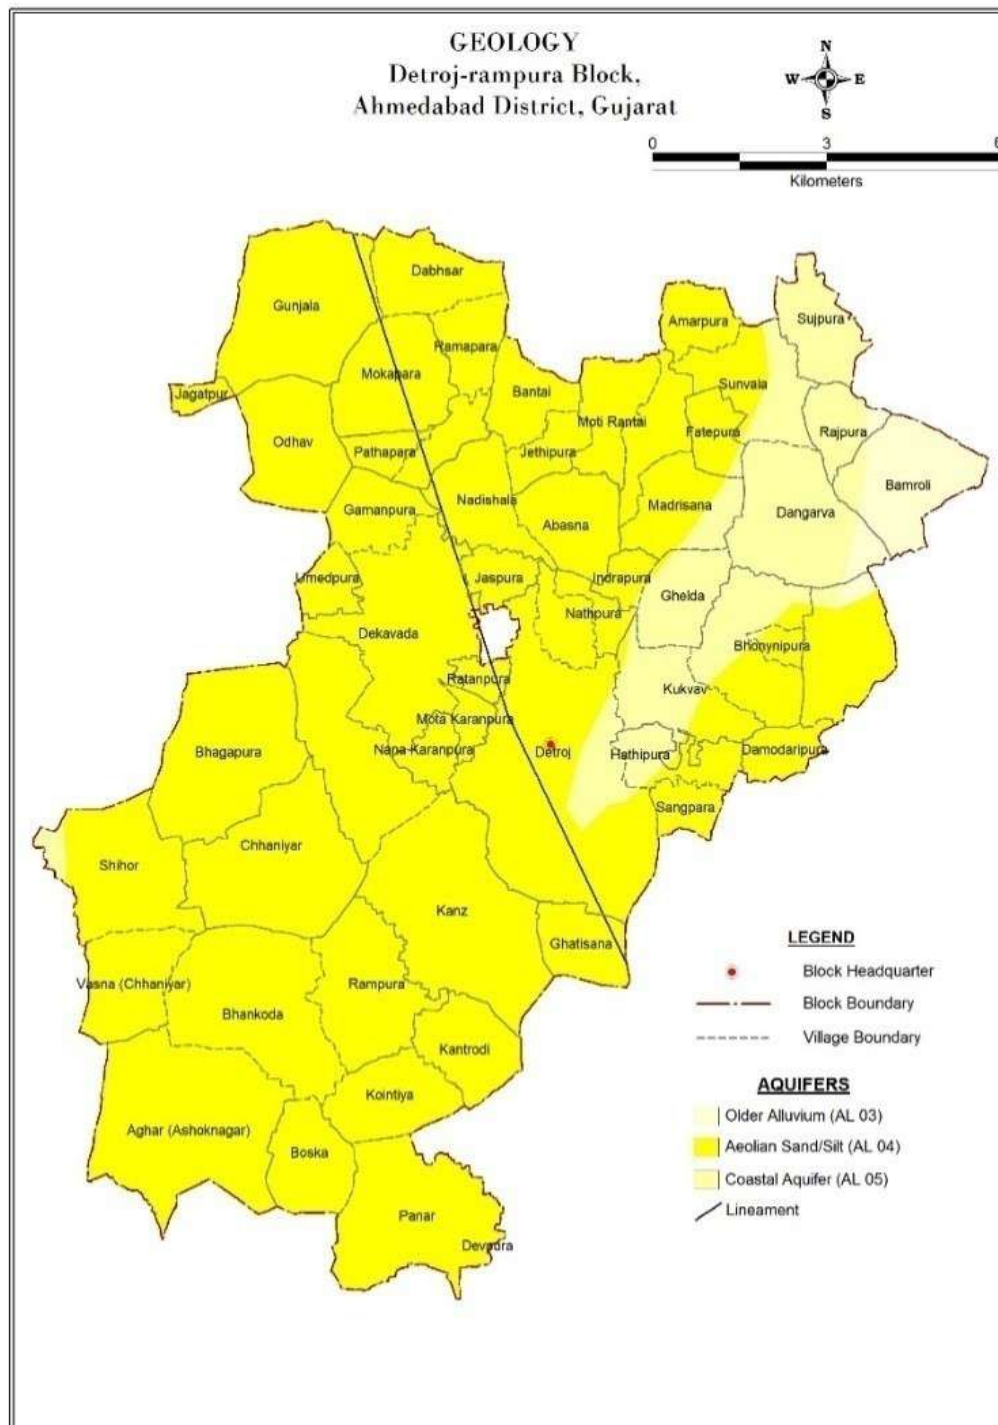 GEOLOGY
Detroj-rampura Block,
Ahmedabad District, Gujarat
N
W E
S
0 3 6
Kilometers
Dabhsar
Gunjala
Sujpura
Amarpura
Ramapara
Mokapara
Sunvala
Jagatpur
Bantai
Moti Rantai
Fatepura
Rajpura
Odhav
Pathapara
Jethipura
Bamroli
Nadishala
Madrisana
Gamanpura
Abasna
Dangarva
Umedpura
Jaspura
Indrapura
Ghelda
Nathpura
Dekavada
Bhonynipura
Ratanpura
Kukvav
Mota Karanpura
Bhagapura
Nana Karanpura
Detroj
Hathipura
Damodaripura
Sangpara
Chhaniyar
Shihor
Kanz
Ghatisana
Vasna (Chhaniyar)
Rampura
Bhankoda
Kantrodi
Kointiya
Aghar (Ashoknagar)
Boska
Panar
Devadra
LEGEND
Block Headquarter
Block Boundary
Village Boundary
AQUIFERS
Older Alluvium (AL 03)
Aeolian Sand/Silt (AL 04)
Coastal Aquifer (AL 05)
Lineament